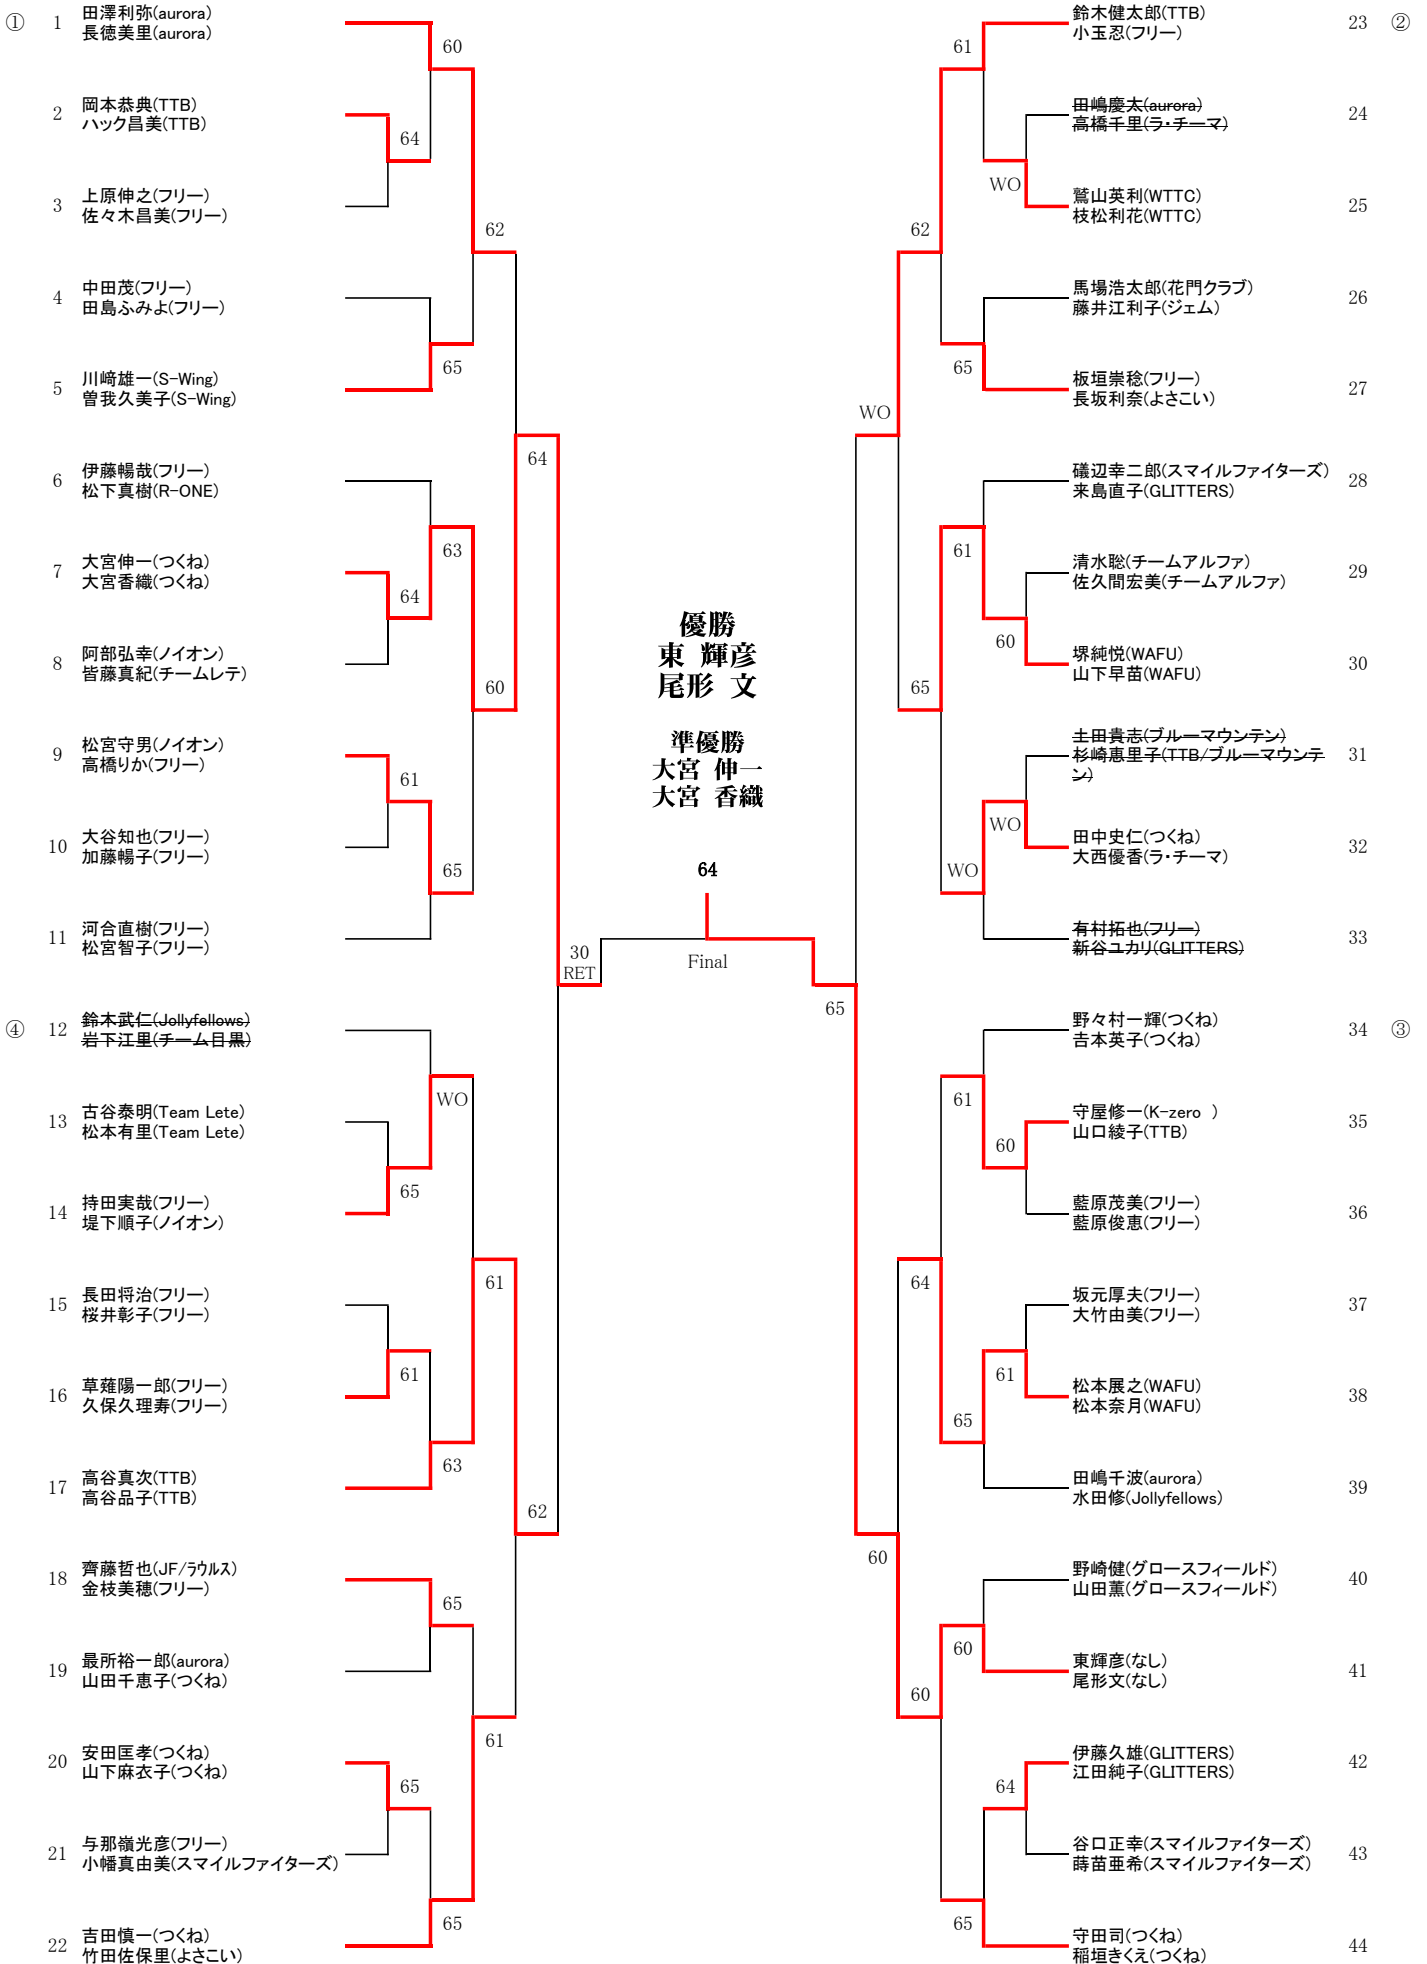 ① 1 田澤利弥(aurora)
長徳美里(aurora)
60
2 岡本恭典(TTB)
ハック昌美(TTB)
64
3 上原伸之(フリー)
佐々木昌美(フリー)
62
4 中田茂(フリー)
田島ふみよ(フリー)
65
5 川﨑雄一(S-Wing)
曽我久美子(S-Wing)
64
6 伊藤暢哉(フリー)
松下真樹(R-ONE)
63
7 大宮伸一(つくね)
大宮香織(つくね)
64
8 阿部弘幸(ノイオン)
皆藤真紀(チームレテ)
60
9 松宮守男(ノイオン)
高橋りか(フリー)
61
10 大谷知也(フリー)
加藤暢子(フリー)
65
11 河合直樹(フリー)
松宮智子(フリー)
30
RET
④ 12 鈴木武仁(Jollyfellows)
岩下江里(チーム目黒)
WO
13 古谷泰明(Team Lete)
松本有里(Team Lete)
65
14 持田実哉(フリー)
堤下順子(ノイオン)
61
15 長田将治(フリー)
桜井彰子(フリー)
61
16 草薙陽一郎(フリー)
久保久理寿(フリー)
63
17 高谷真次(TTB)
高谷品子(TTB)
62
18 齊藤哲也(JF/ラウルス)
金枝美穂(フリー)
65
19 最所裕一郎(aurora)
山田千恵子(つくね)
61
20 安田匡孝(つくね)
山下麻衣子(つくね)
65
21 与那嶺光彦(フリー)
小幡真由美(スマイルファイターズ)
65
22 吉田慎一(つくね)
竹田佐保里(よさこい)
優勝
東 輝彦
尾形 文
準優勝
大宮 伸一
大宮 香織
64
Final
鈴木健太郎(TTB)
小玉忍(フリー)
23 ②
61
田嶋慶太(aurora)
高橋千里(ラ・チーマ)
24
WO
鷲山英利(WTTC)
枝松利花(WTTC)
25
62
馬場浩太郎(花門クラブ)
藤井江利子(ジェム)
26
65
板垣崇稔(フリー)
長坂利奈(よさこい)
27
WO
礒辺幸二郎(スマイルファイターズ)
来島直子(GLITTERS)
28
61
清水聡(チームアルファ)
佐久間宏美(チームアルファ)
29
60
堺純悦(WAFU)
山下早苗(WAFU)
30
65
土田貴志(ブルーマウンテン)
杉崎惠里子(TTB/ブルーマウンテ
ン)
31
WO
田中史仁(つくね)
大西優香(ラ・チーマ)
32
WO
有村拓也(フリー)
新谷ユカリ(GLITTERS)
33
65
野々村一輝(つくね)
吉本英子(つくね)
34 ③
61
守屋修一(K-zero )
山口綾子(TTB)
35
60
藍原茂美(フリー)
藍原俊恵(フリー)
36
64
坂元厚夫(フリー)
大竹由美(フリー)
37
61
松本展之(WAFU)
松本奈月(WAFU)
38
65
田嶋千波(aurora)
水田修(Jollyfellows)
39
60
野崎健(グロースフィールド)
山田薫(グロースフィールド)
40
60
東輝彦(なし)
尾形文(なし)
41
60
伊藤久雄(GLITTERS)
江田純子(GLITTERS)
42
64
谷口正幸(スマイルファイターズ)
蒔苗亜希(スマイルファイターズ)
43
65
守田司(つくね)
稲垣きくえ(つくね)
44